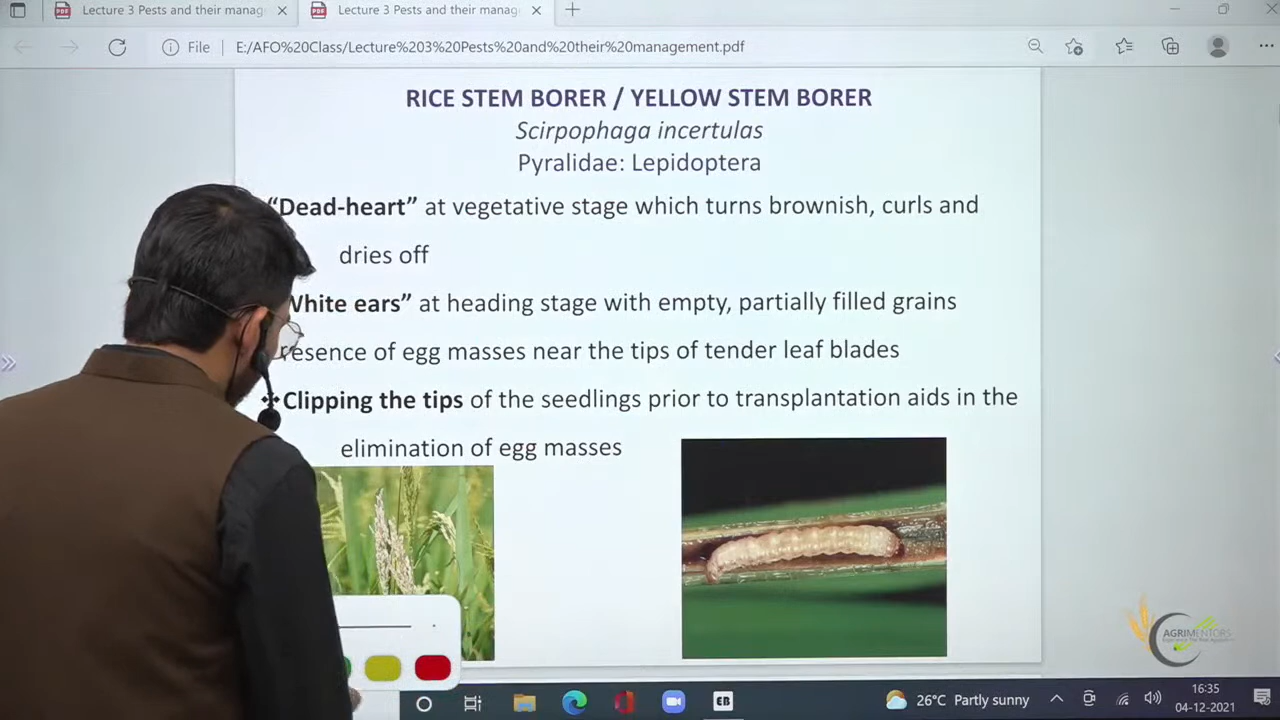 Lecture 3 Pests and their manag
Lecture 3 Pests and their manag
File
E:/AFO%20Class/Lecture%203%20Pests%20and%20their%20management.pdf
RICE STEM BORER / YELLOW STEM BORER
Scirpophaga incertulas
Pyralidae: Lepidoptera
“Dead-heart” at vegetative stage which turns brownish, curls and
dries off
White ears” at heading stage with empty, partially filled grains
resence of egg masses near the tips of tender leaf blades
Clipping the tips of the seedlings prior to transplantation aids in the
elimination of egg masses
AGRIMENTORS
26°C Partly sunny
16:35
04-12-2021